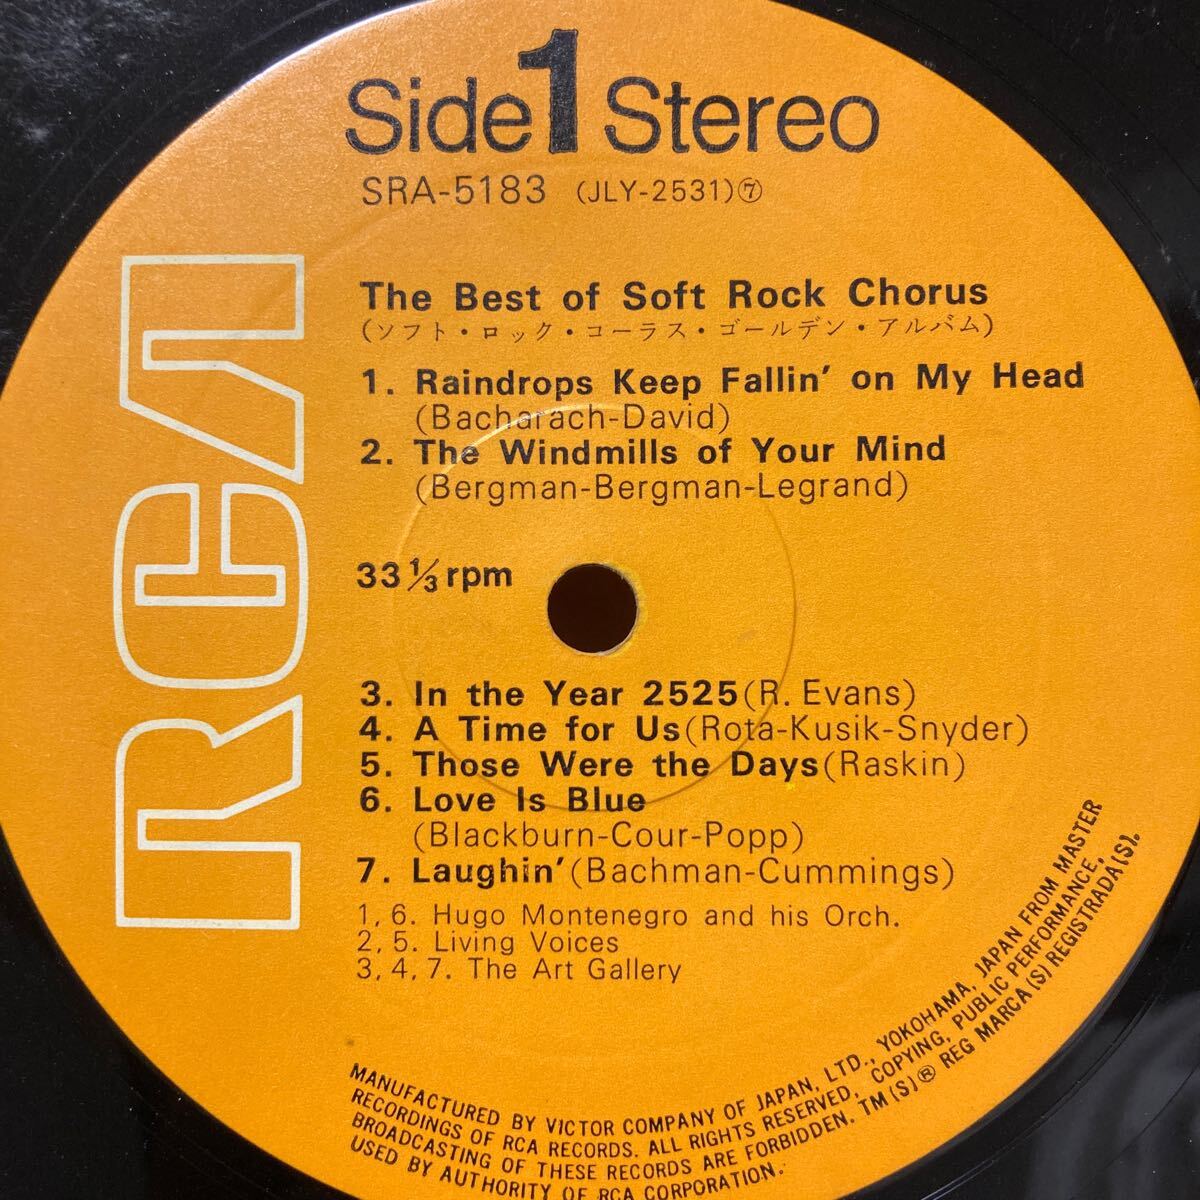 Side 1 Stereo
SRA-5183 (JLY-2531)⑦
RCA
The Best of Soft Rock Chorus
(ソフト・ロック・コーラス・ゴールデン・アルバム)
1. Raindrops Keep Fallin' on My Head
(Bacharach-David)
2. The Windmills of Your Mind
(Bergman-Bergman-Legrand)
33⅓rpm
3. In the Year 2525(R. Evans)
4. A Time for Us(Rota-Kusik-Snyder)
5. Those Were the Days(Raskin)
6. Love Is Blue
(Blackburn-Cour-Popp)
7. Laughin'(Bachman-Cummings)
1, 6. Hugo Montenegro and his Orch.
2, 5. Living Voices
3, 4, 7. The Art Gallery
MANUFACTURED BY VICTOR COMPANY OF JAPAN, LTD., YOKOHAMA, JAPAN FROM MASTER
RECORDINGS OF RCA RECORDS. ALL RIGHTS RESERVED, COPYING, PUBLIC PERFORMANCE,
BROADCASTING OF THESE RECORDS ARE FORBIDDEN. TM(S)® REG MARCA(S) REGISTRADA(S).
USED BY AUTHORITY OF RCA CORPORATION.